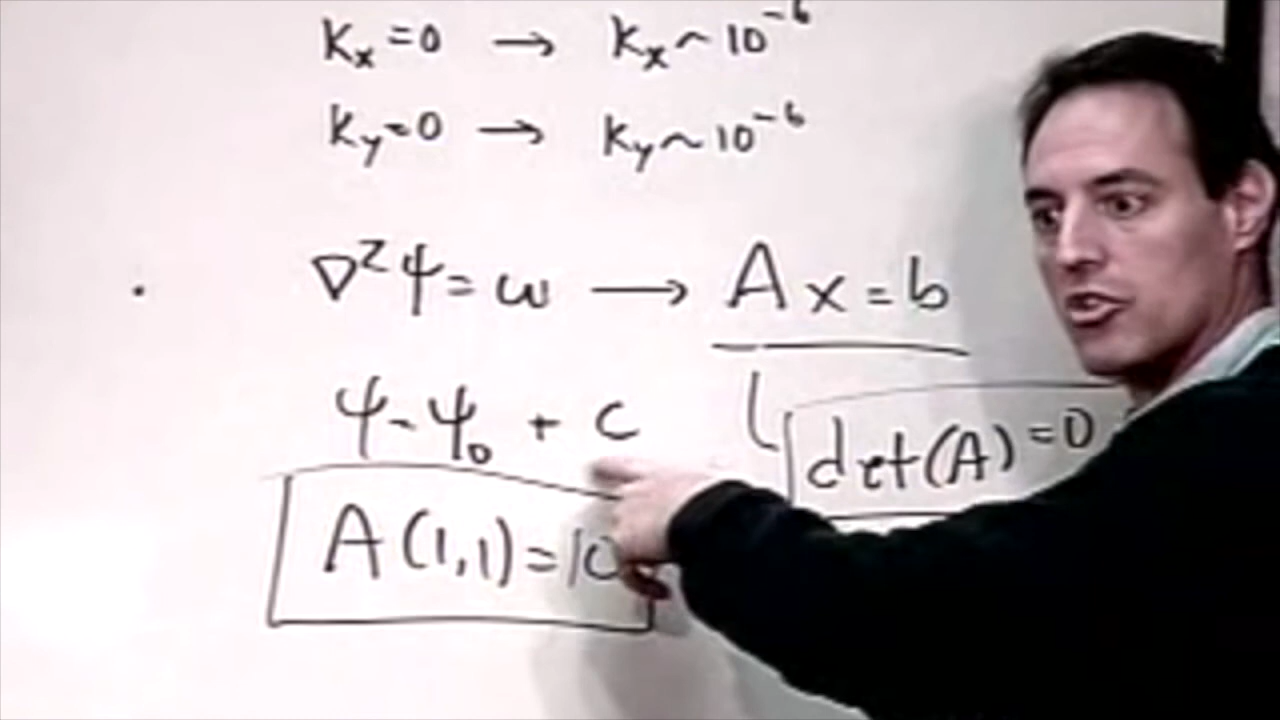 Kx=0 → Kx~10⁻⁶
Ky=0 → Ky~10⁻⁶
∇²ψ=ω → Ax=b
ψ-ψ₀+c
det(A)=0
A(1,1)=10